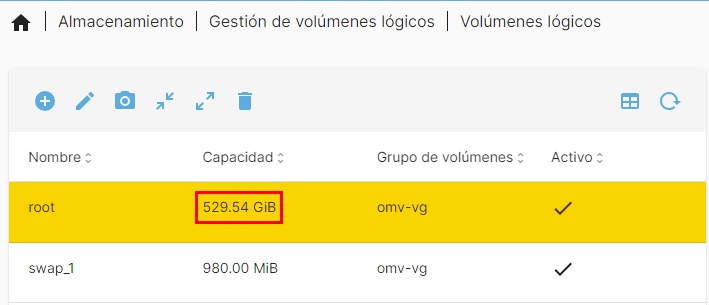 Almacenamiento | Gestión de volúmenes lógicos | Volúmenes lógicos
Nombre Capacidad Grupo de volúmenes Activo
root 529.54 GiB omv-vg
swap_1 980.00 MiB omv-vg